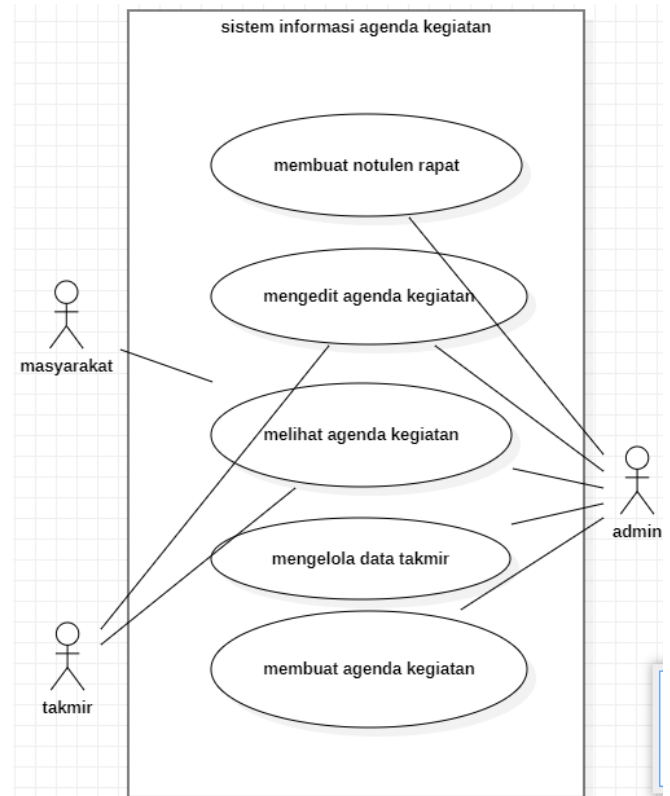 sistem informasi agenda kegiatan
membuat notulen rapat
mengedit agenda kegiatan
masyarakat
melihat agenda kegiatan
admin
mengelola data takmir
membuat agenda kegiatan
takmir